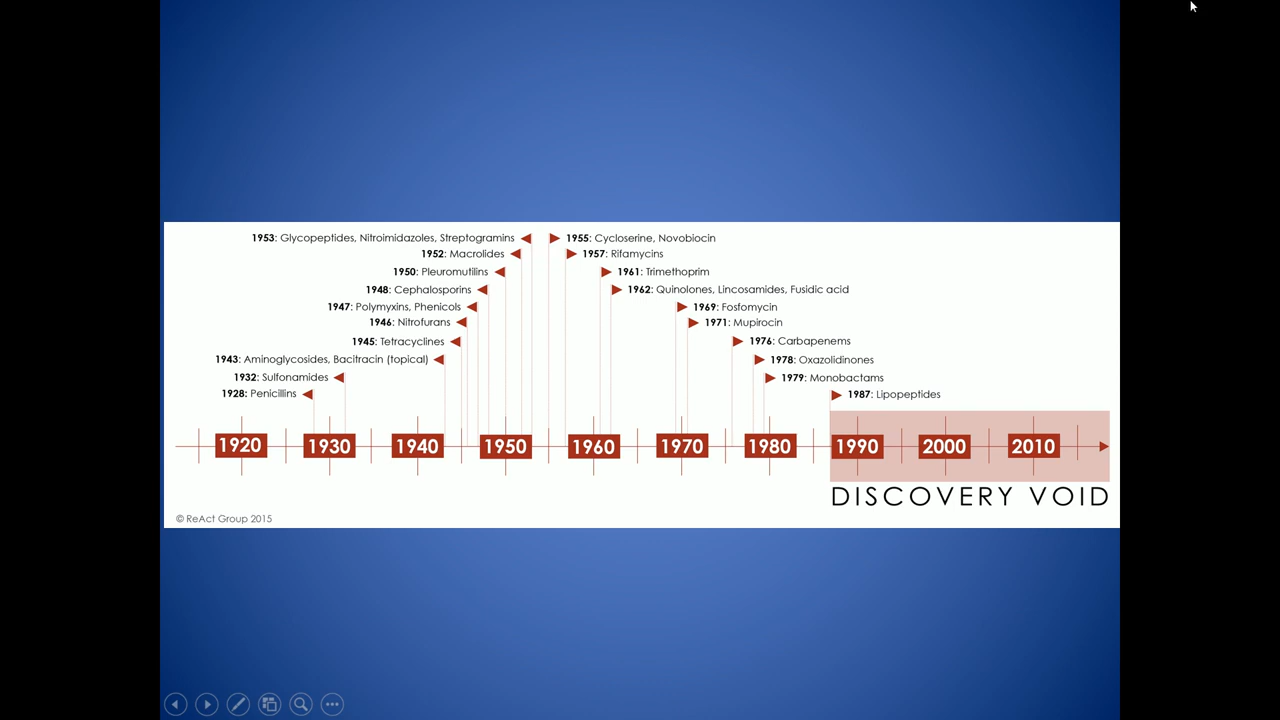 1953: Glycopeptides, Nitroimidazoles, Streptogramins
1952: Macrolides
1950: Pleuromutilins
1948: Cephalosporins
1947: Polymyxins, Phenicols
1946: Nitrofurans
1945: Tetracyclines
1943: Aminoglycosides, Bacitracin (topical)
1932: Sulfonamides
1928: Penicillins
1955: Cycloserine, Novobiocin
1957: Rifamycins
1961: Trimethoprim
1962: Quinolones, Lincosamides, Fusidic acid
1969: Fosfomycin
1971: Mupirocin
1976: Carbapenems
1978: Oxazolidinones
1979: Monobactams
1987: Lipopeptides
1920 1930 1940 1950 1960 1970 1980 1990 2000 2010
DISCOVERY VOID
© ReAct Group 2015